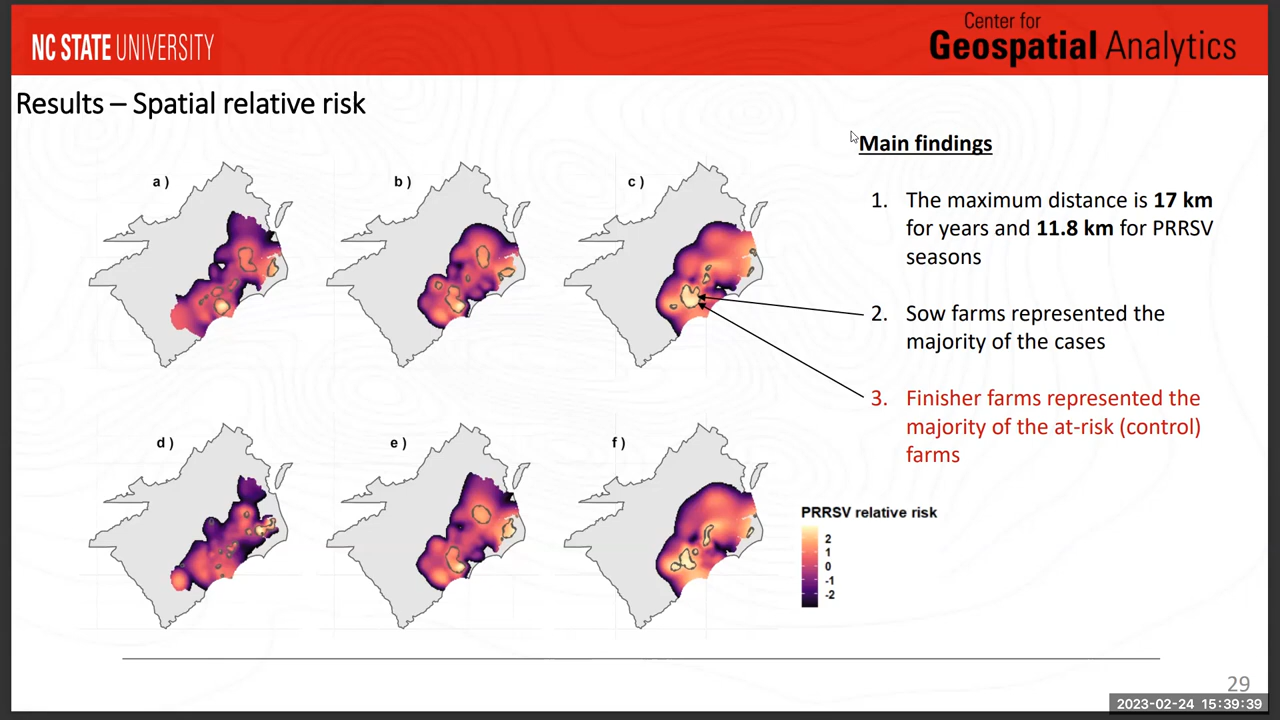 NC STATE UNIVERSITY
Center for
Geospatial Analytics
Results – Spatial relative risk
Main findings
a )
b )
c )
1. The maximum distance is 17 km
for years and 11.8 km for PRRSV
seasons
2. Sow farms represented the
majority of the cases
3. Finisher farms represented the
majority of the at-risk (control)
farms
d )
e )
f )
PRRSV relative risk
2
1
0
-1
-2
29
2023-02-24 15:39:39